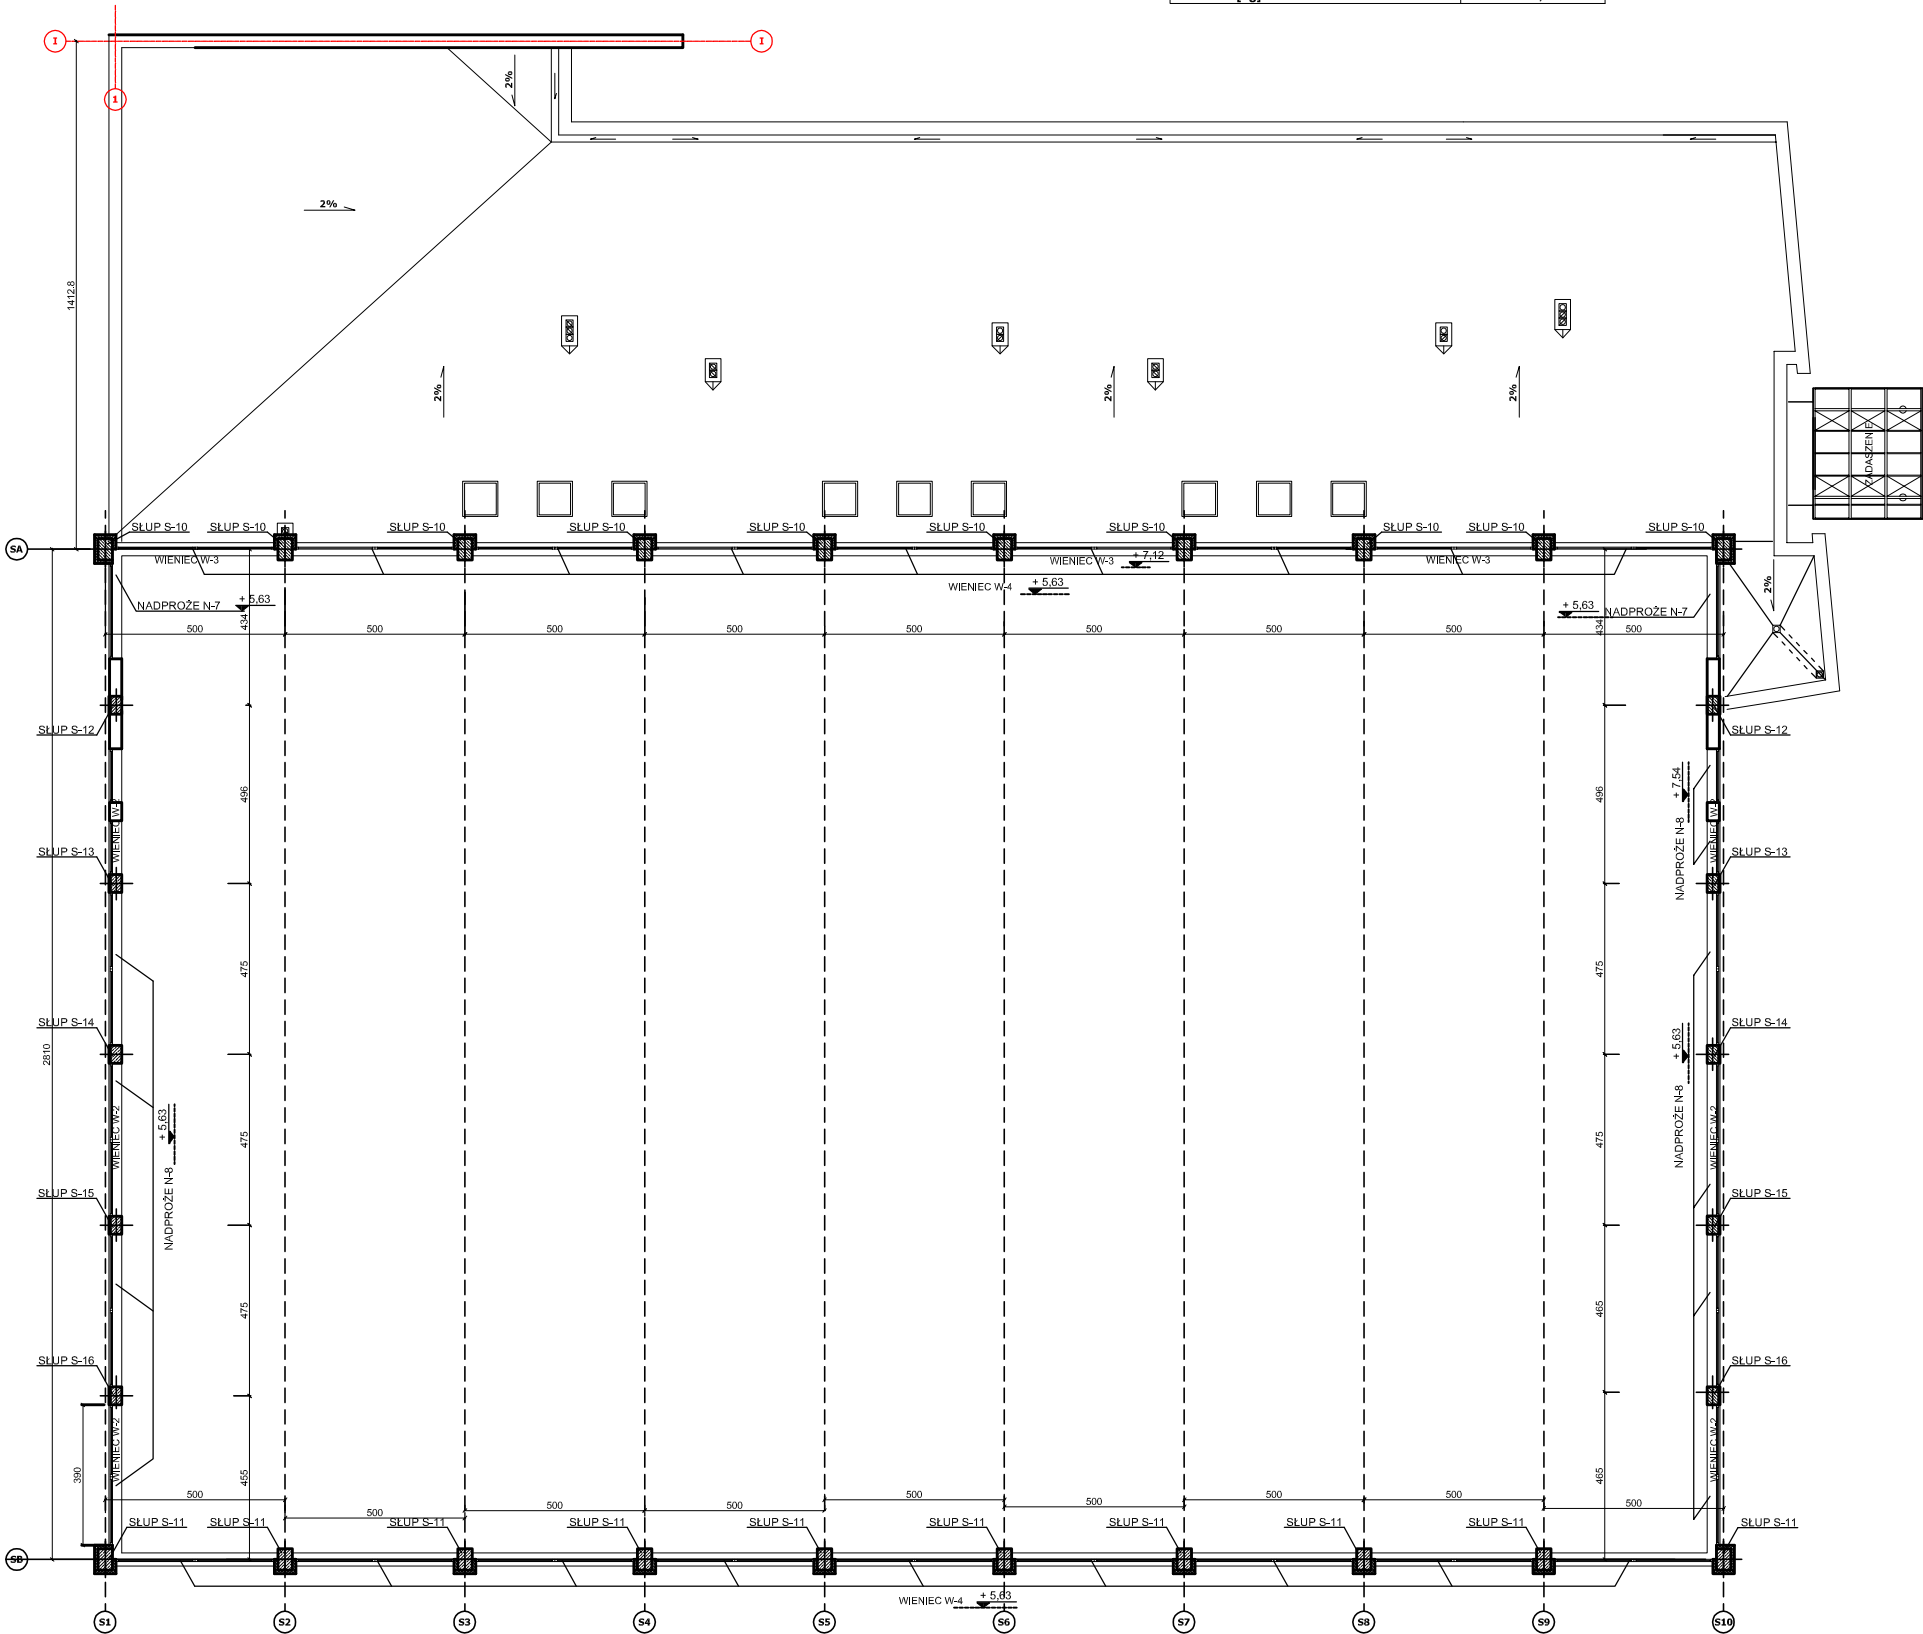 I
I
1
2%
2%
1412.8
2%
2%
2%
ZADASZENIE
SŁUP S-10
SŁUP S-10
SŁUP S-10
SŁUP S-10
SŁUP S-10
SŁUP S-10
SŁUP S-10
SŁUP S-10
SŁUP S-10
SŁUP S-10
SA
WIENIEC W-3
WIENIEC W-3
+ 7,12
WIENIEC W-3
WIENIEC W-4
+ 5,63
2%
NADPROŻE N-7
+ 5,63
+ 5,63
NADPROŻE N-7
434
434
500
500
500
500
500
500
500
500
500
SŁUP S-12
SŁUP S-12
496
496
+ 7,54
WIENIEC W-2
WIENIEC W-2
NADPROŻE N-8
SŁUP S-13
SŁUP S-13
475
475
SŁUP S-14
SŁUP S-14
2810
+ 5,63
+ 5,63
WIENIEC W-2
475
475
NADPROŻE N-8
WIENIEC W-2
NADPROŻE N-8
SŁUP S-15
SŁUP S-15
475
465
SŁUP S-16
SŁUP S-16
390
WIENIEC W-2
455
465
WIENIEC W-2
500
500
500
500
500
500
500
500
500
SŁUP S-11
SŁUP S-11
SŁUP S-11
SŁUP S-11
SŁUP S-11
SŁUP S-11
SŁUP S-11
SŁUP S-11
SŁUP S-11
SŁUP S-11
SB
WIENIEC W-4
+ 5,63
S1
S2
S3
S4
S5
S6
S7
S8
S9
S10